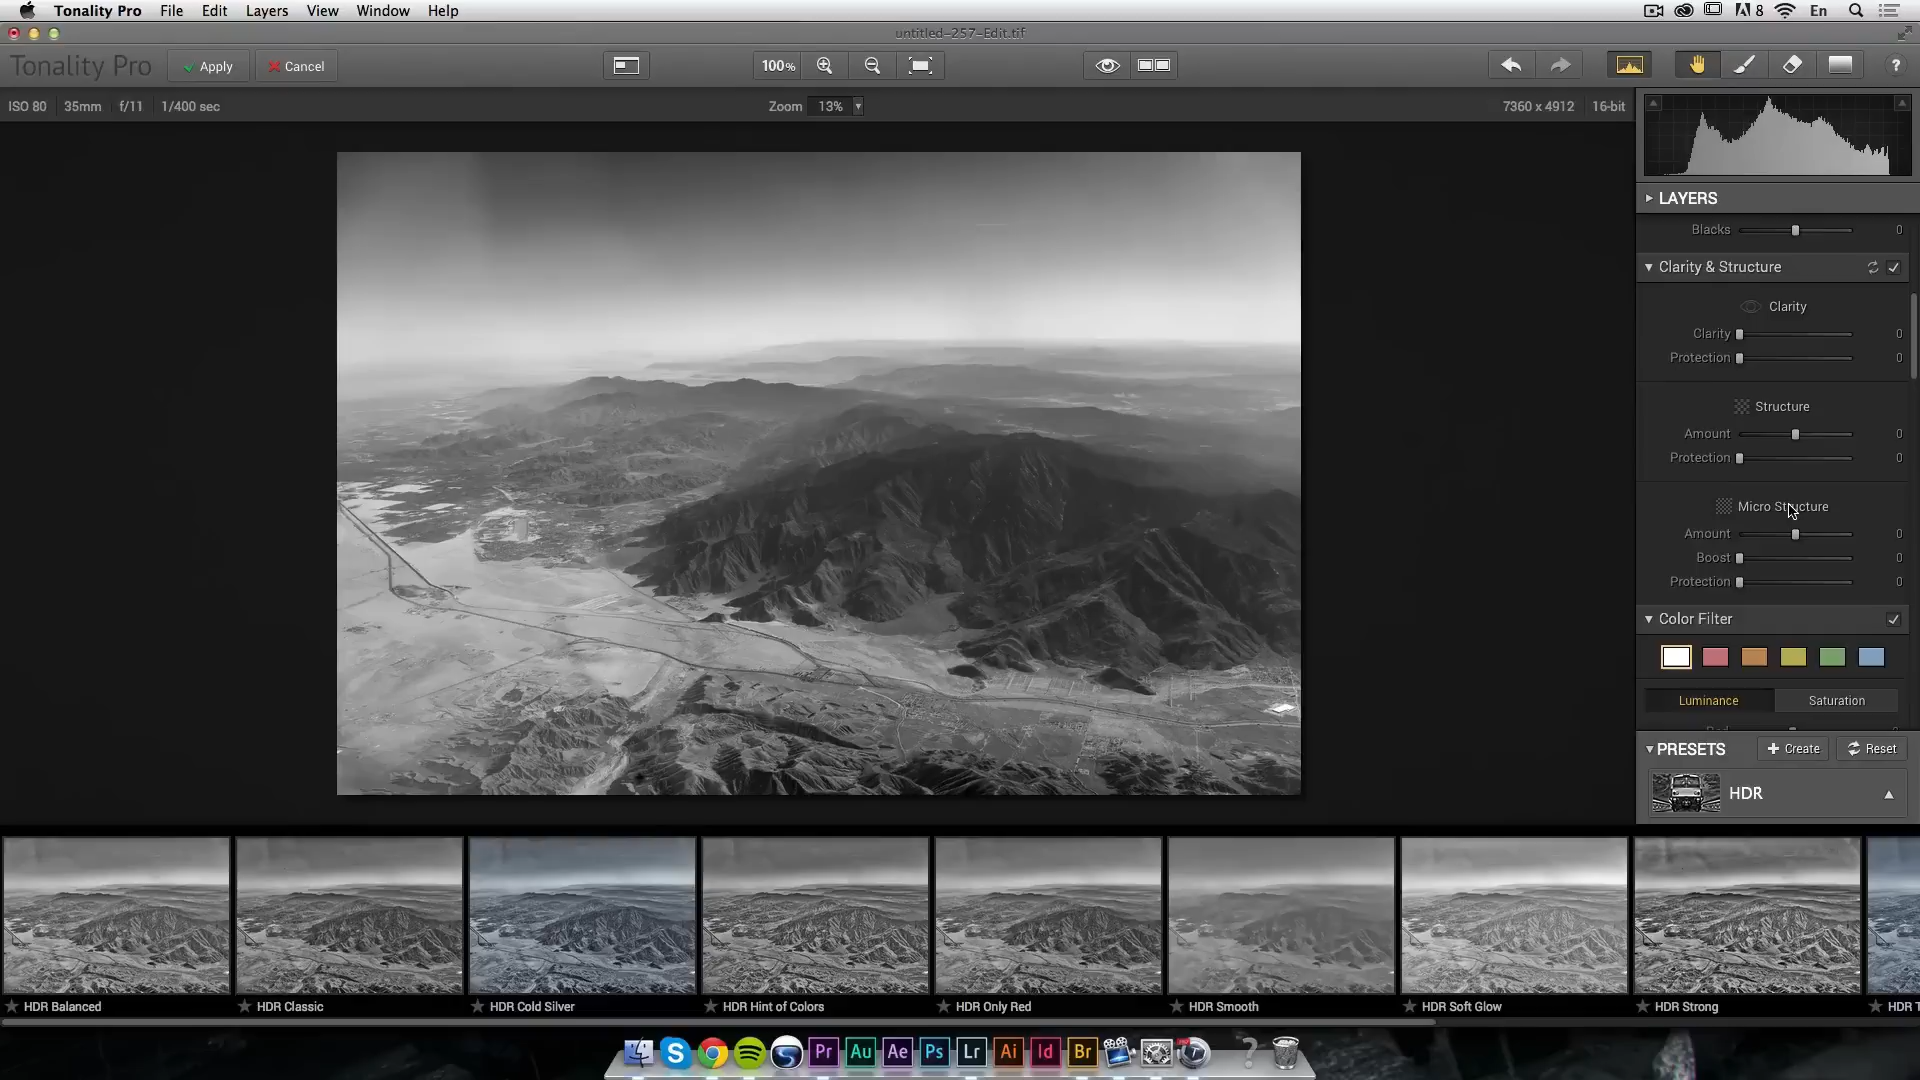 Tonality Pro File Edit Layers View Window Help 8 En
untitled-257-Edit.tif
Tonality Pro Apply Cancel 100% ?
ISO 80 35mm f/11 1/400 sec Zoom 13% 7360 x 4912 16-bit
LAYERS
Blacks 0
Clarity & Structure
Clarity
Clarity 0
Protection 0
Structure
Amount 0
Protection 0
Micro Structure
Amount 0
Boost 0
Protection 0
Color Filter
Luminance Saturation
PRESETS Create Reset
HDR
HDR Balanced HDR Classic HDR Cold Silver HDR Hint of Colors HDR Only Red HDR Smooth HDR Soft Glow HDR Strong HDR
Pr Au Ae Ps Lr Ai Id Br ?